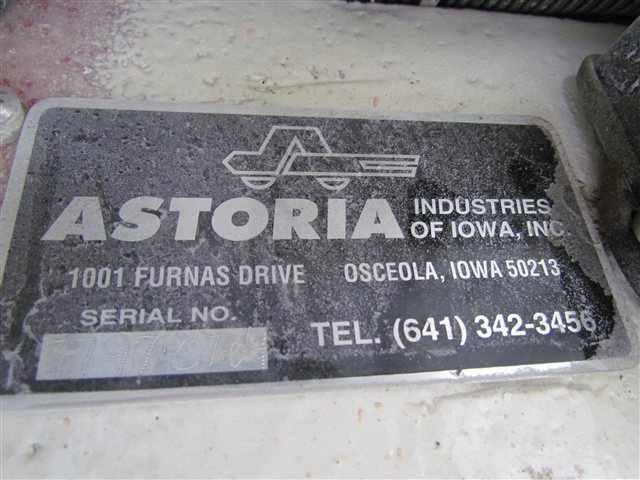 ASTORIA INDUSTRIES
OF IOWA, INC
1001 FURNAS DRIVE OSCEOLA, IOWA 50213
SERIAL NO.
TEL. (641) 342-3456